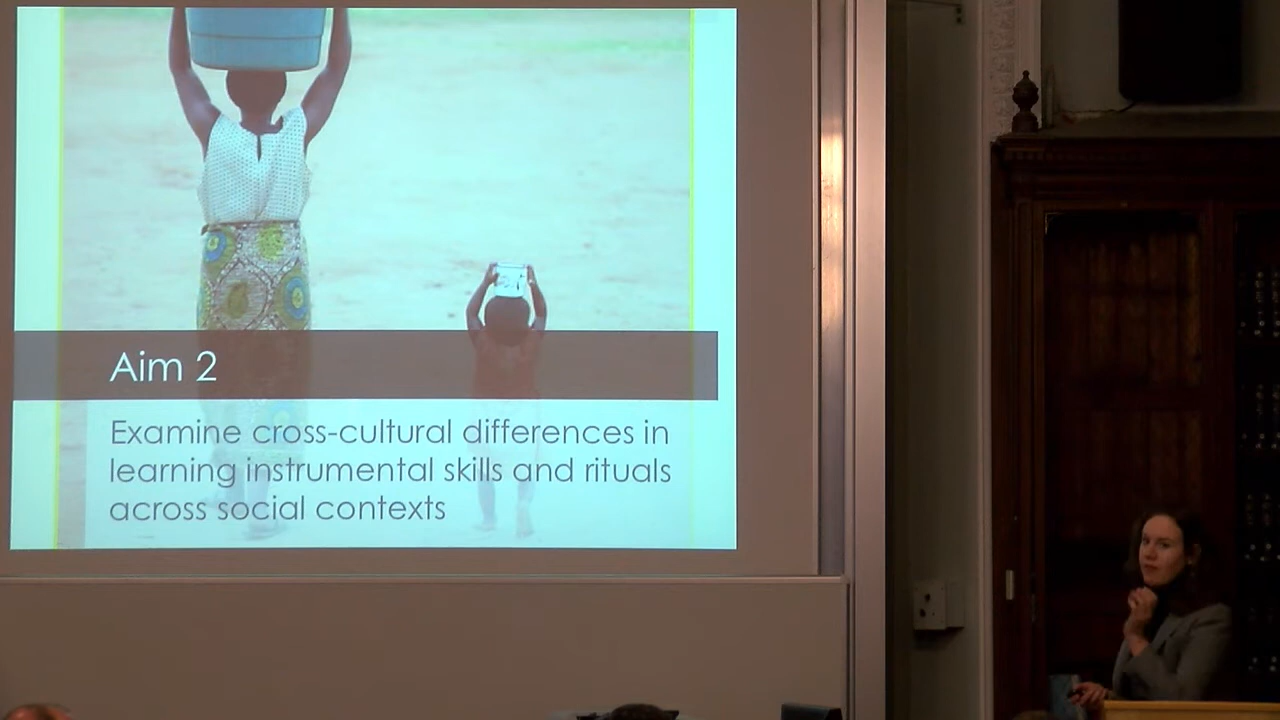 Aim 2
Examine cross-cultural differences in
learning instrumental skills and rituals
across social contexts